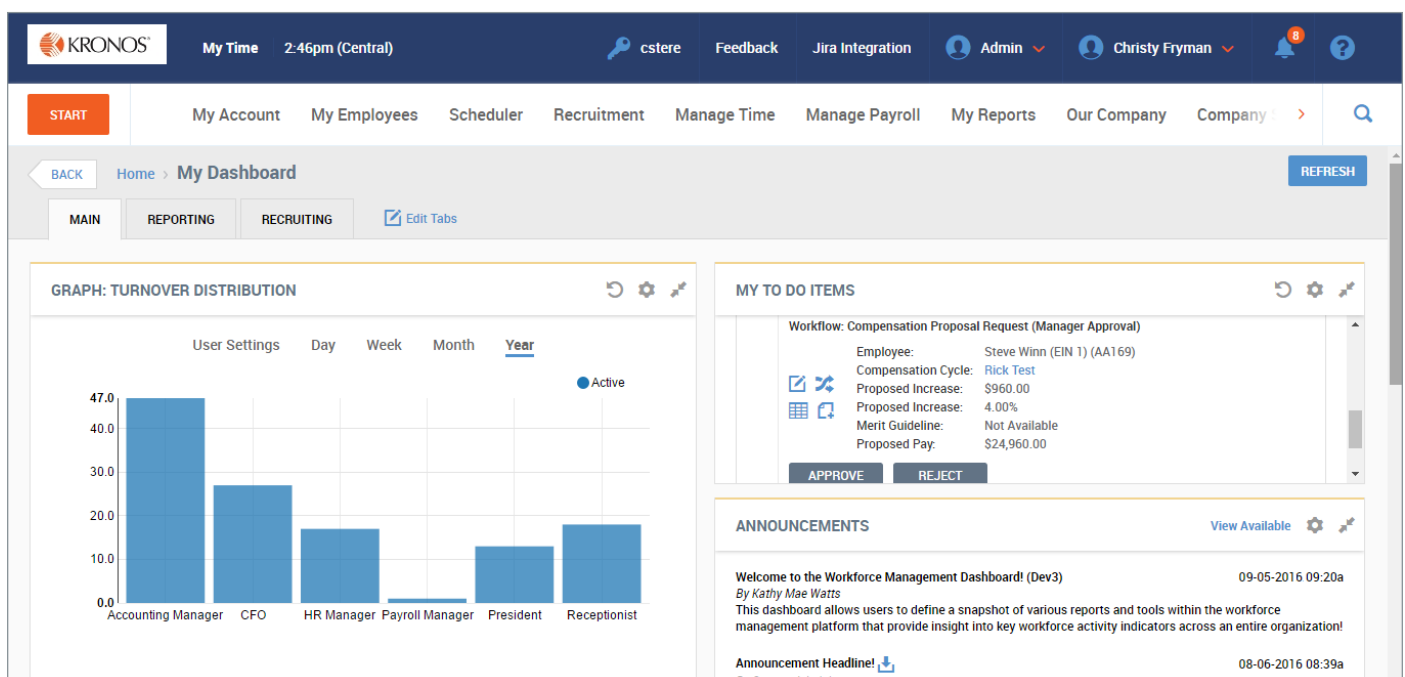 KRONOS
My Time 2:46pm (Central) cstere Feedback Jira Integration Admin Christy Fryman 8 ?
START My Account My Employees Scheduler Recruitment Manage Time Manage Payroll My Reports Our Company Company
BACK Home › My Dashboard REFRESH
MAIN REPORTING RECRUITING Edit Tabs
GRAPH: TURNOVER DISTRIBUTION
User Settings Day Week Month Year
Active
47.0
40.0
30.0
20.0
10.0
0.0
Accounting Manager CFO HR Manager Payroll Manager President Receptionist
MY TO DO ITEMS
Workflow: Compensation Proposal Request (Manager Approval)
Employee: Steve Winn (EIN 1) (AA169)
Compensation Cycle: Rick Test
Proposed Increase: $960.00
Proposed Increase: 4.00%
Merit Guideline: Not Available
Proposed Pay: $24,960.00
APPROVE REJECT
ANNOUNCEMENTS View Available
Welcome to the Workforce Management Dashboard! (Dev3) 09-05-2016 09:20a
By Kathy Mae Watts
This dashboard allows users to define a snapshot of various reports and tools within the workforce
management platform that provide insight into key workforce activity indicators across an entire organization!
Announcement Headline! 08-06-2016 08:39a